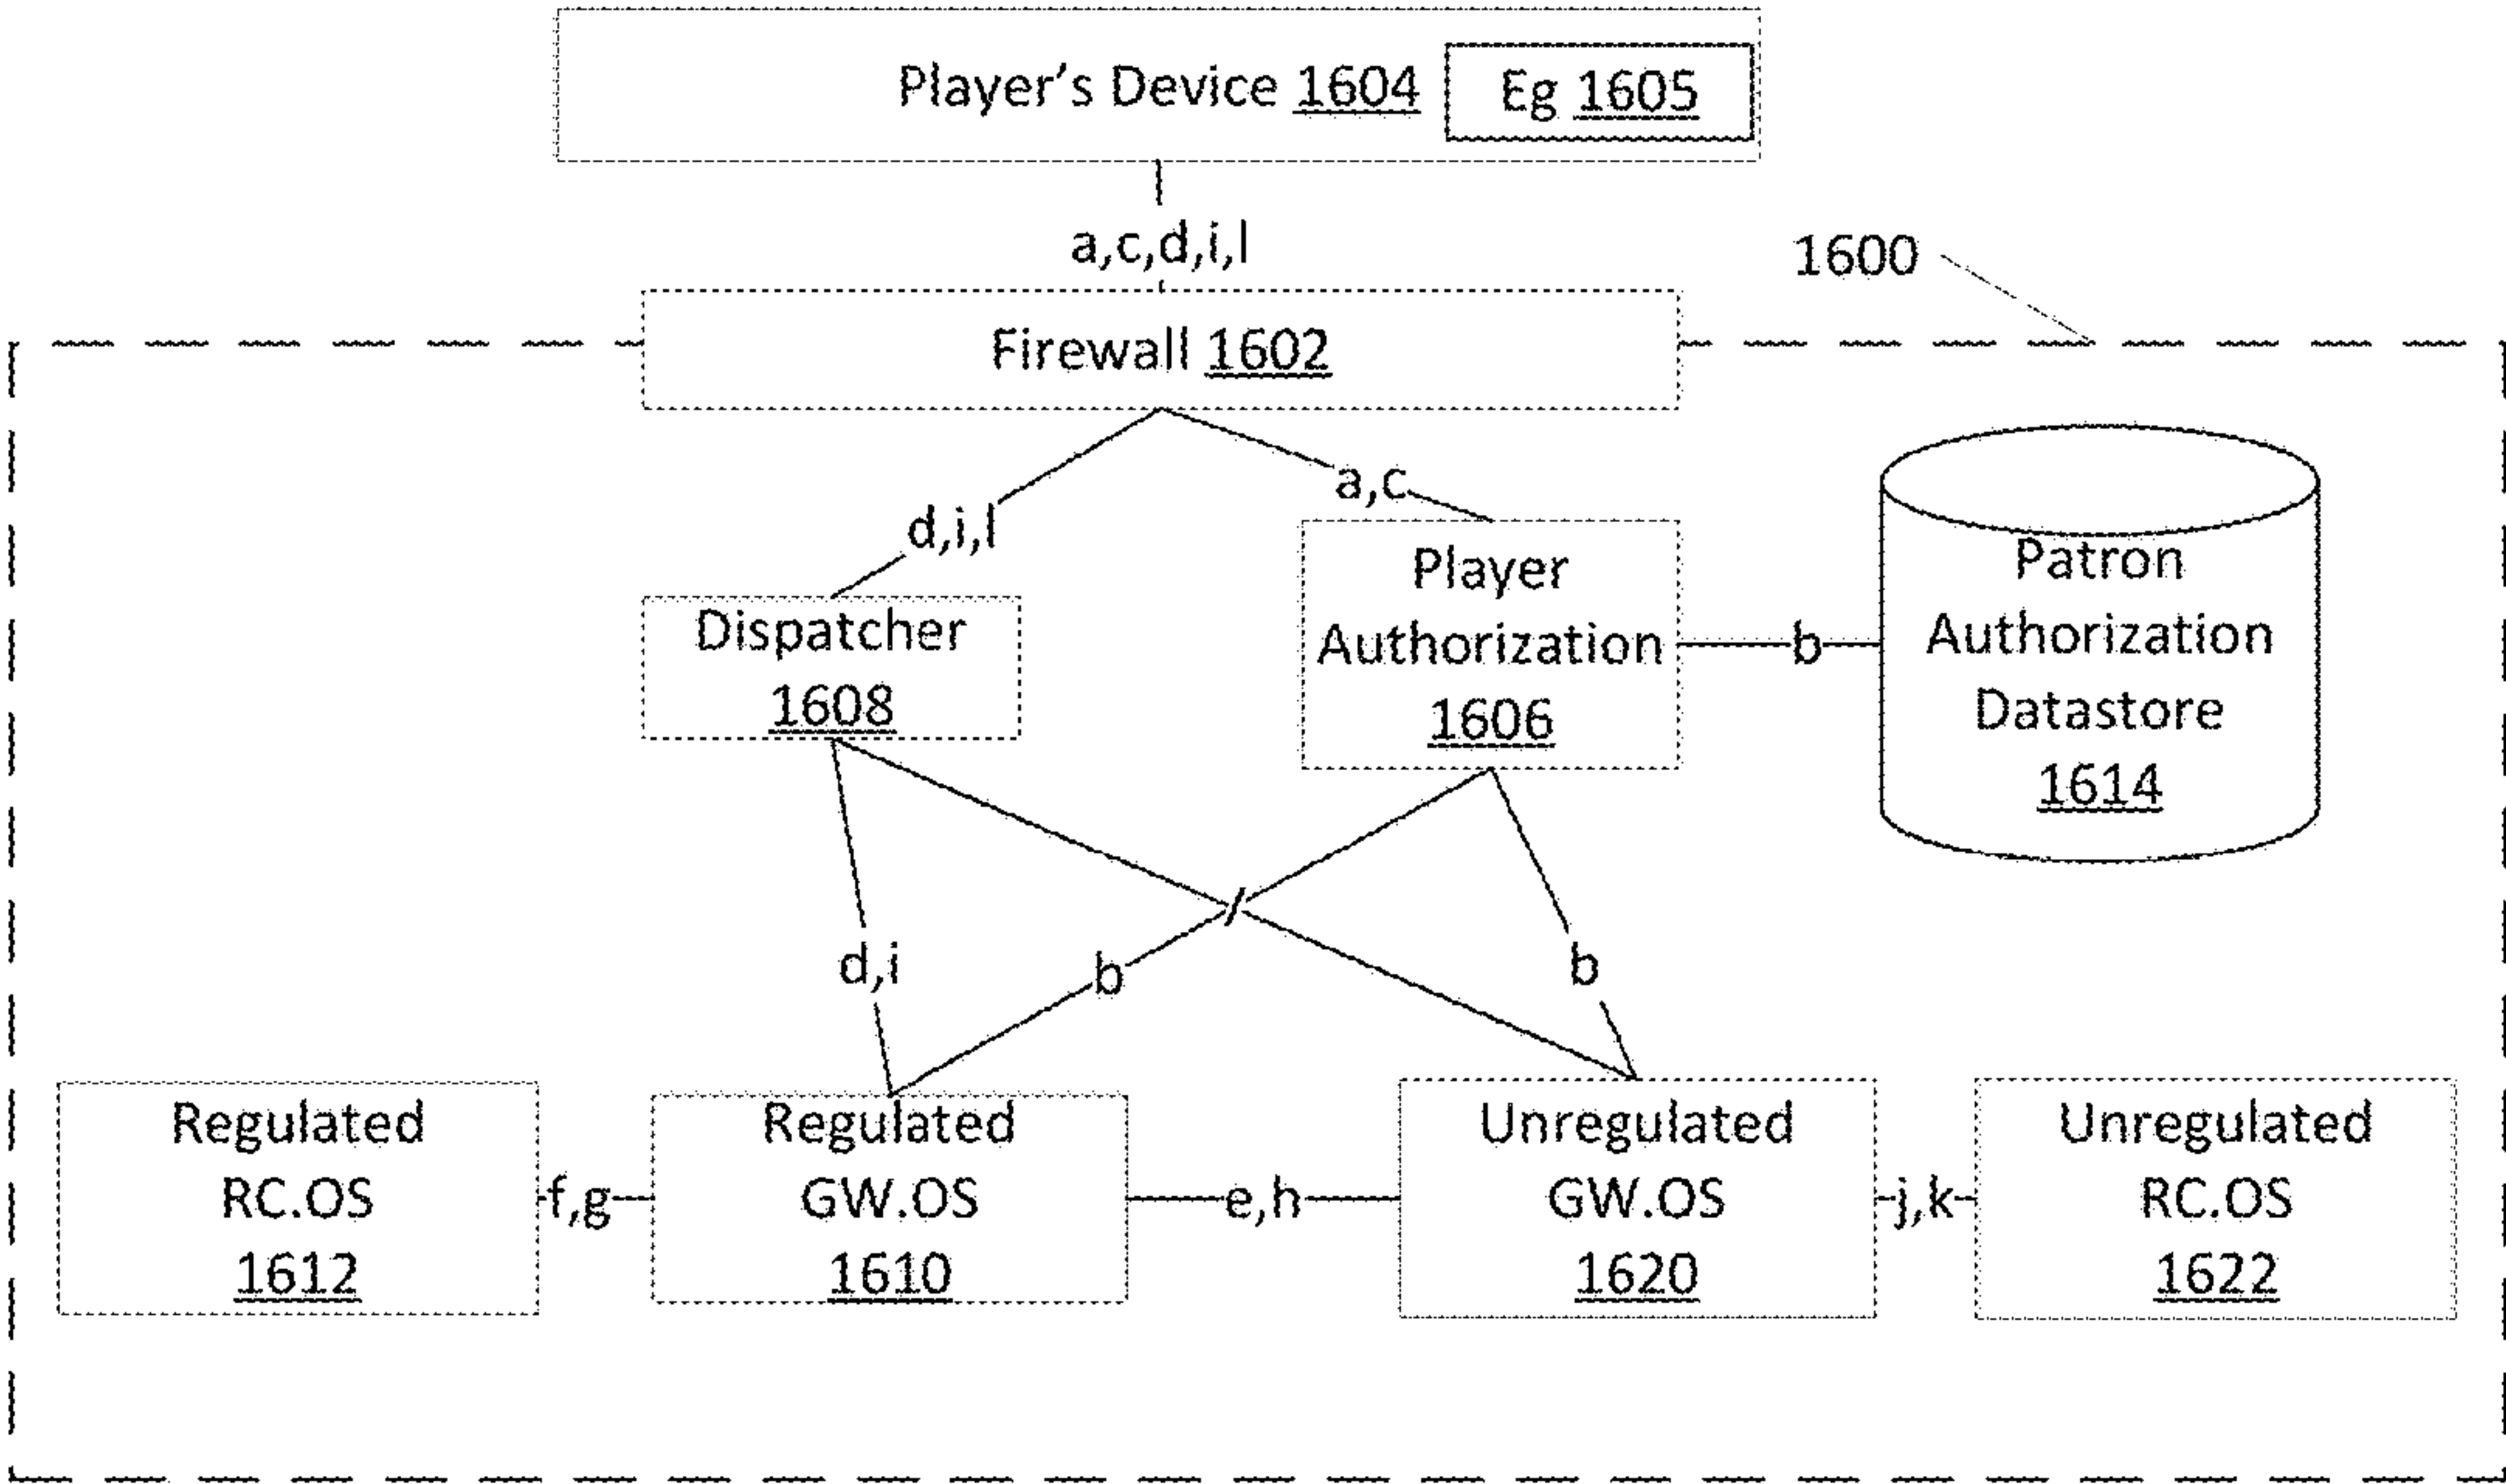 Player's Device 1604
Eg 1605
a,c,d,i,l
1600
Firewall 1602
a,c
d,i,l
Dispatcher
1608
Player
Authorization
1606
b
Patron
Authorization
Datastore
1614
d,i
b
b
Regulated
RC.OS
1612
f,g
Regulated
GW.OS
1610
e,h
Unregulated
GW.OS
1620
j,k
Unregulated
RC.OS
1622